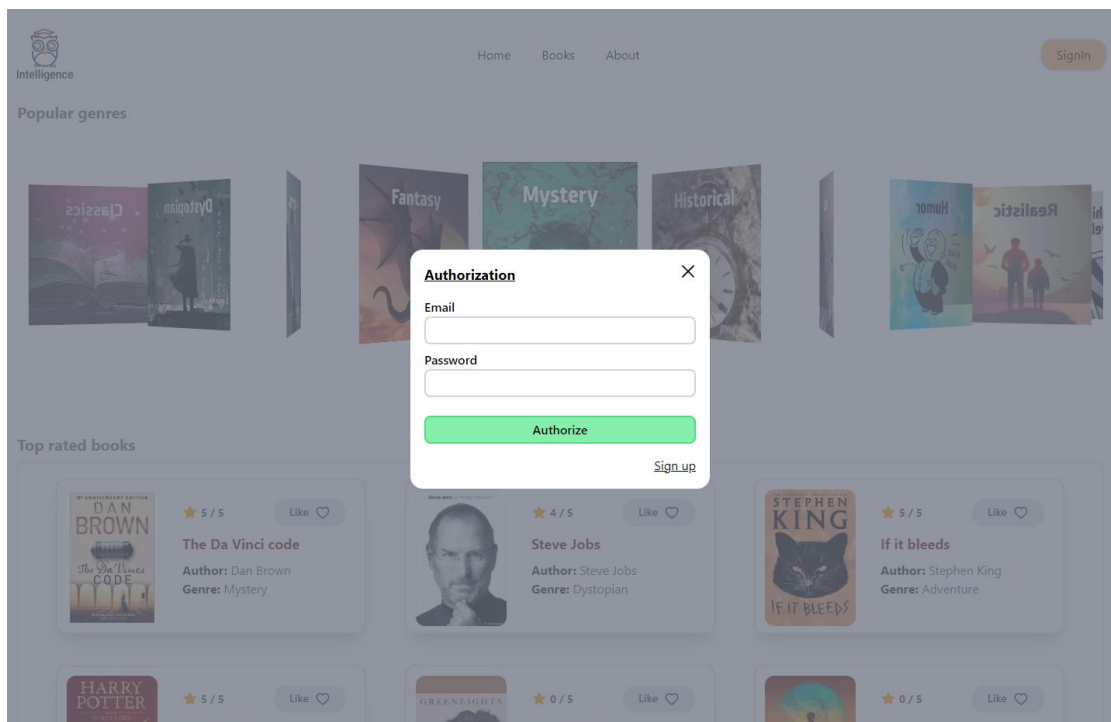 Intelligence
Home Books About
SignIn
Popular genres
Classics
Dystopian
Fantasy
Mystery
Historical
Humor
Realistic
Authorization
Email
Password
Authorize
Sign up
Top rated books
DAN
BROWN
The Da Vinci
CODE
5 / 5
Like
The Da Vinci code
Author: Dan Brown
Genre: Mystery
4 / 5
Like
Steve Jobs
Author: Steve Jobs
Genre: Dystopian
STEPHEN
KING
IF IT BLEEDS
5 / 5
Like
If it bleeds
Author: Stephen King
Genre: Adventure
HARRY
POTTER
5 / 5
Like
GREENLIGHTS
0 / 5
Like
0 / 5
Like